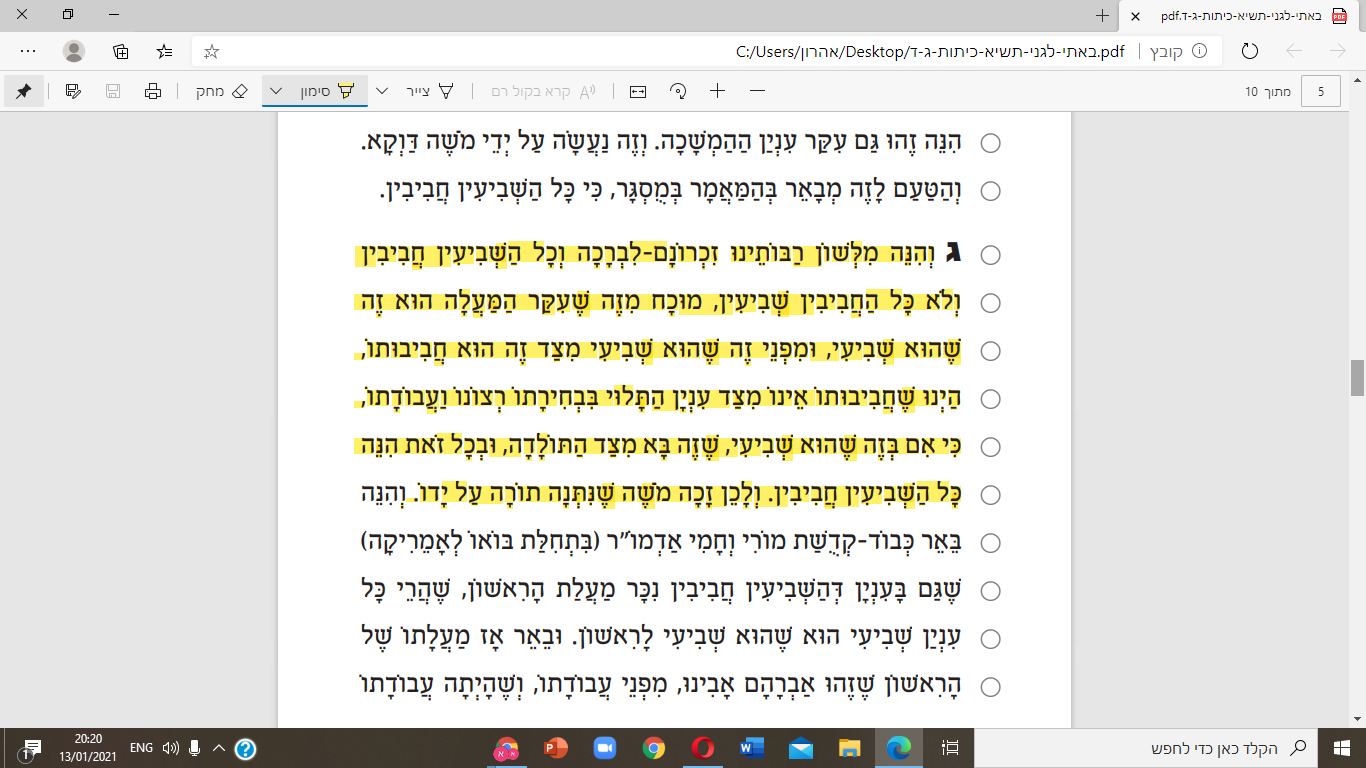 באתי-לגני-תשיא-כיתות-ג-ד.pdf
קובץ C:/Users/אהרון/Desktop/באתי-לגני-תשיא-כיתות-ג-ד.pdf
5 מתוך 10 קרא בקול רם צייר סימון מחק
הִנֵּה זֶהוּ גַּם עִקַּר עִנְיַן הַהַמְשָׁכָה. וְזֶה נַעֲשָׂה עַל יְדֵי מֹשֶׁה דַּוְקָא.
וְהַטַּעַם לָזֶה מְבָאֵר בְּהַמַּאֲמָר בְּמֻסְגָּר, כִּי כָּל הַשְּׁבִיעִין חֲבִיבִין.
ג וְהִנֵּה מִלְּשׁוֹן רַבּוֹתֵינוּ זִכְרוֹנָם-לִבְרָכָה וְכָל הַשְּׁבִיעִין חֲבִיבִין
וְלֹא כָּל הַחֲבִיבִין שְׁבִיעִין, מוּכָח מִזֶּה שֶׁעִקַּר הַמַּעֲלָה הוּא זֶה
שֶׁהוּא שְׁבִיעִי, וּמִפְּנֵי זֶה שֶׁהוּא שְׁבִיעִי מִצַּד זֶה הוּא חֲבִיבוּתוֹ,
הַיְנוּ שֶׁחֲבִיבוּתוֹ אֵינוֹ מִצַּד עִנְיָן הַתָּלוּי בִּבְחִירָתוֹ רְצוֹנוֹ וַעֲבוֹדָתוֹ,
כִּי אִם בְּזֶה שֶׁהוּא שְׁבִיעִי, שֶׁזֶּה בָּא מִצַּד הַתּוֹלָדָה, וּבְכָל זֹאת הִנֵּה
כָּל הַשְּׁבִיעִין חֲבִיבִין. וְלָכֵן זָכָה מֹשֶׁה שֶׁנִּתְּנָה תּוֹרָה עַל יָדוֹ. וְהִנֵּה
בֵּאֵר כְּבוֹד-קְדֻשַּׁת מוֹרִי וְחָמִי אַדְמוֹ״ר (בִּתְחִלַּת בּוֹאוֹ לְאָמֵרִיקָה)
שֶׁגַּם בָּעִנְיָן דְּהַשְּׁבִיעִין חֲבִיבִין נִכָּר מַעֲלַת הָרִאשׁוֹן, שֶׁהֲרֵי כָּל
עִנְיַן שְׁבִיעִי הוּא שֶׁהוּא שְׁבִיעִי לָרִאשׁוֹן. וּבֵאֵר אָז מַעֲלָתוֹ שֶׁל
הָרִאשׁוֹן שֶׁזֶּהוּ אַבְרָהָם אָבִינוּ, מִפְּנֵי עֲבוֹדָתוֹ, וְשֶׁהָיְתָה עֲבוֹדָתוֹ
הקלד כאן כדי לחפש
ENG 20:20
13/01/2021